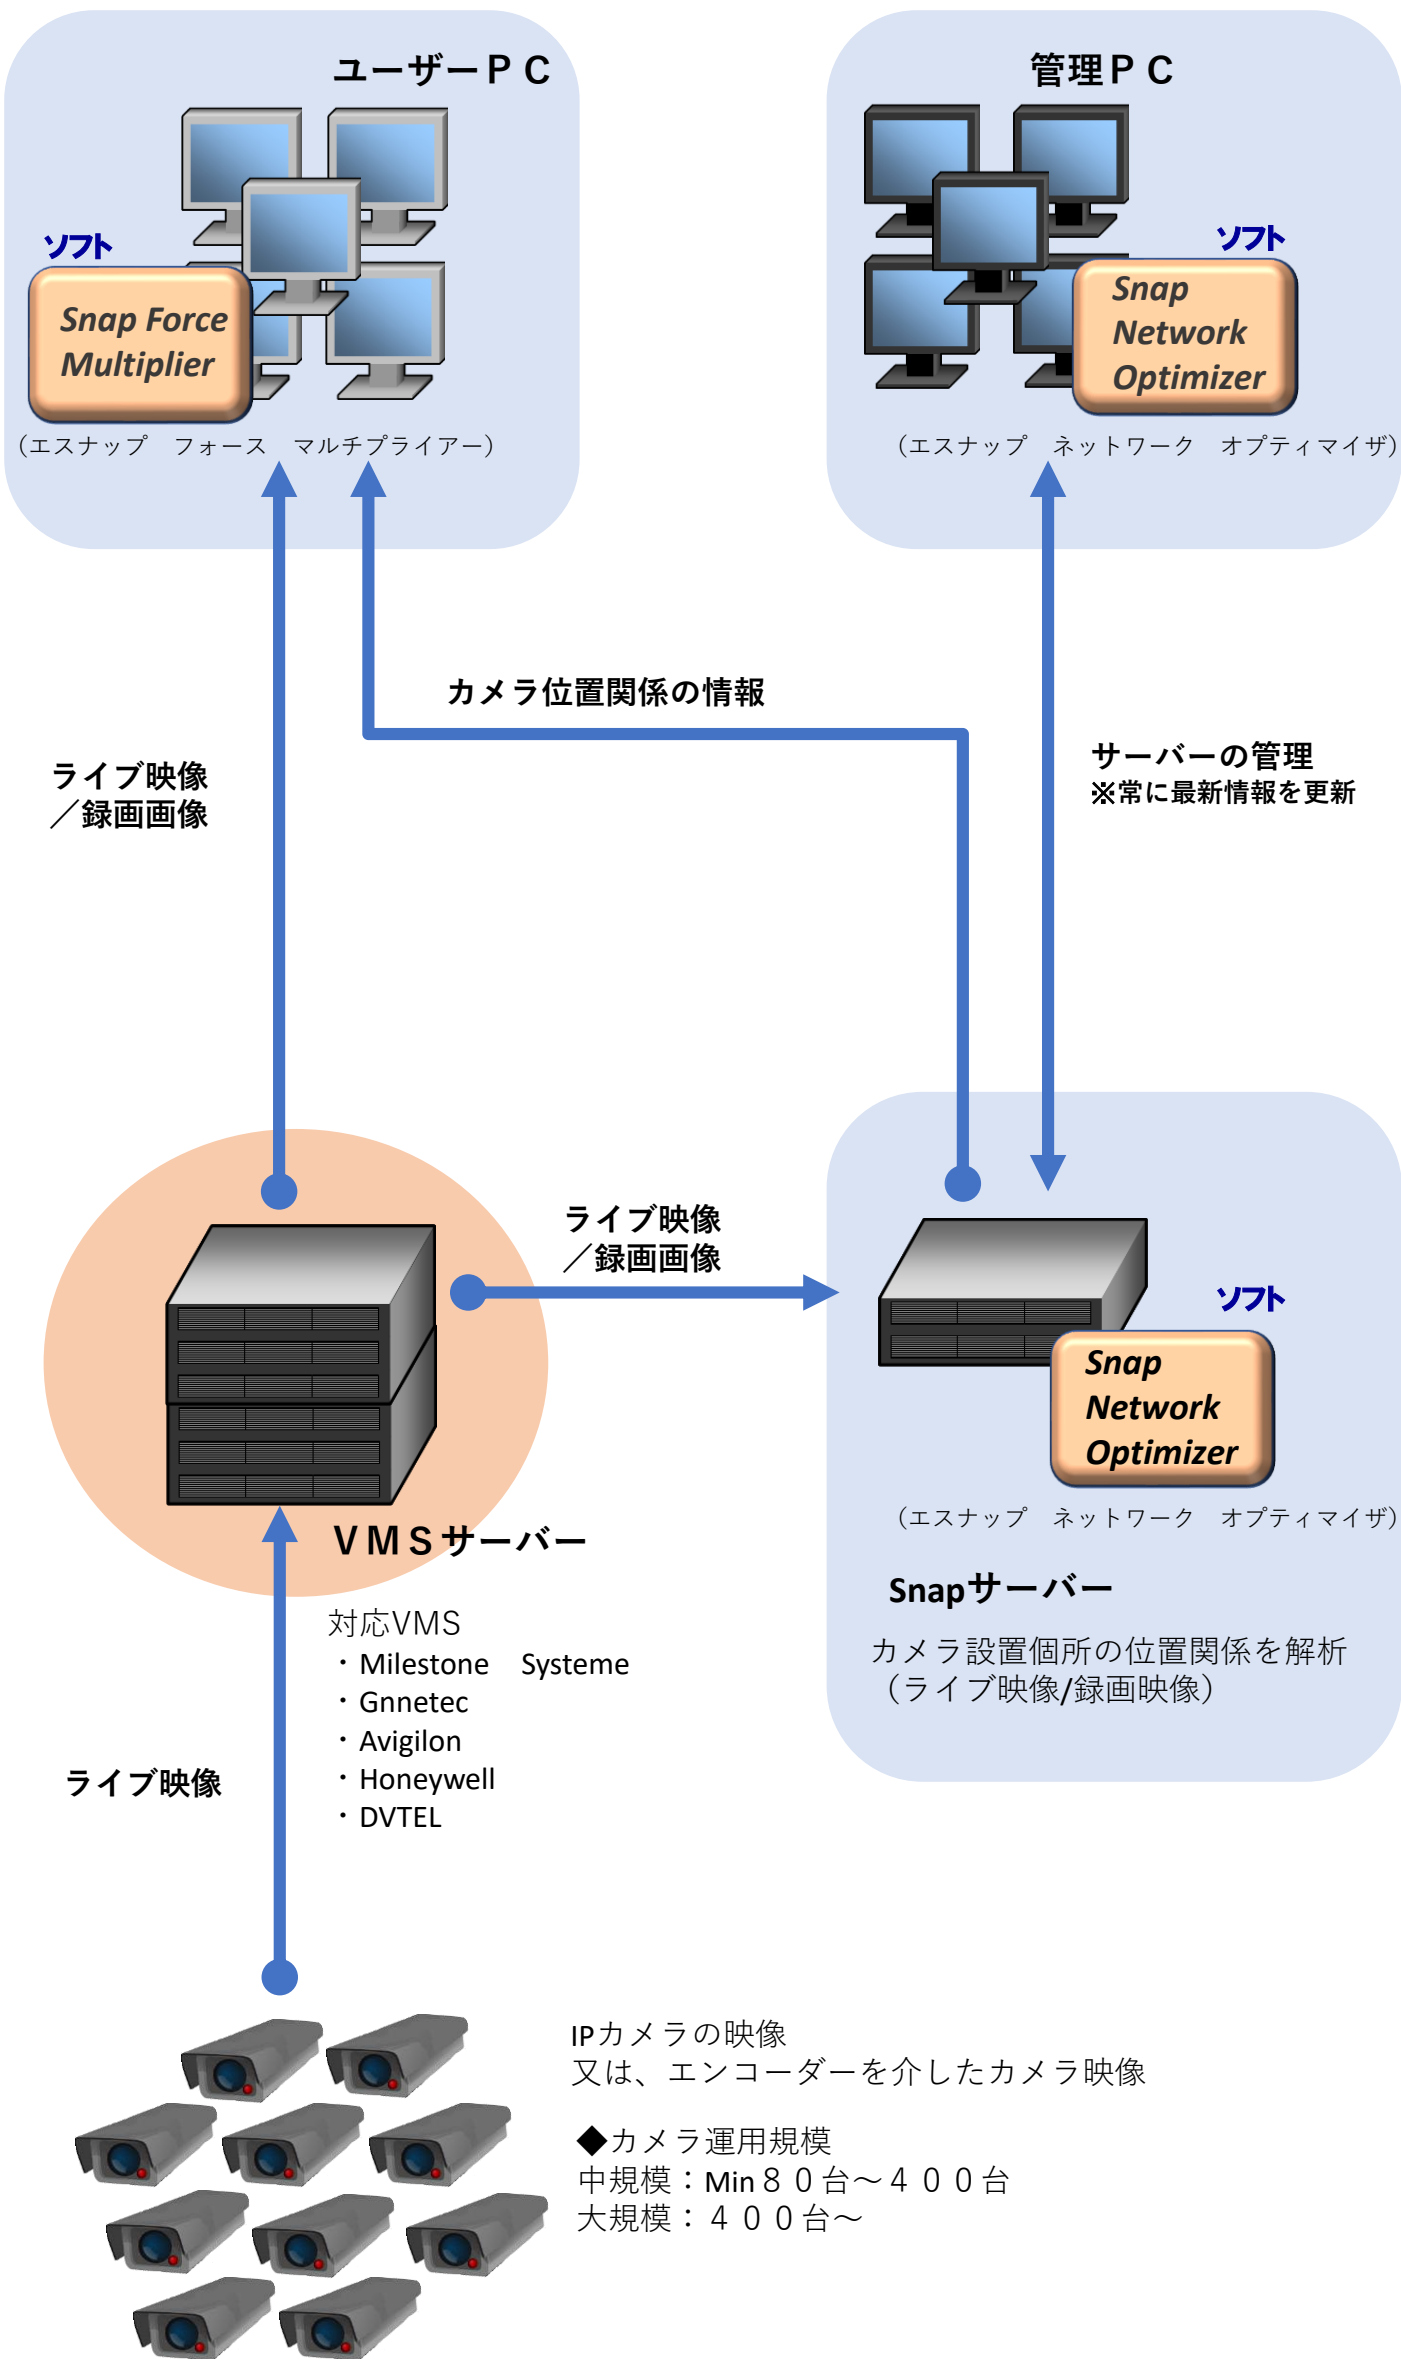 ユーザーＰＣ
ソフト
Snap Force
Multiplier
（エスナップ　フォース　マルチプライアー）
管理ＰＣ
ソフト
Snap
Network
Optimizer
（エスナップ　ネットワーク　オプティマイザ）
カメラ位置関係の情報
ライブ映像
／録画画像
サーバーの管理
※常に最新情報を更新
ライブ映像
／録画画像
ソフト
Snap
Network
Optimizer
（エスナップ　ネットワーク　オプティマイザ）
Snapサーバー
カメラ設置個所の位置関係を解析
（ライブ映像/録画映像）
ＶＭＳサーバー
対応VMS
・Milestone　Systeme
・Gnnetec
・Avigilon
・Honeywell
・DVTEL
ライブ映像
IPカメラの映像
又は、エンコーダーを介したカメラ映像
◆カメラ運用規模
中規模：Min８０台～４００台
大規模：４００台～